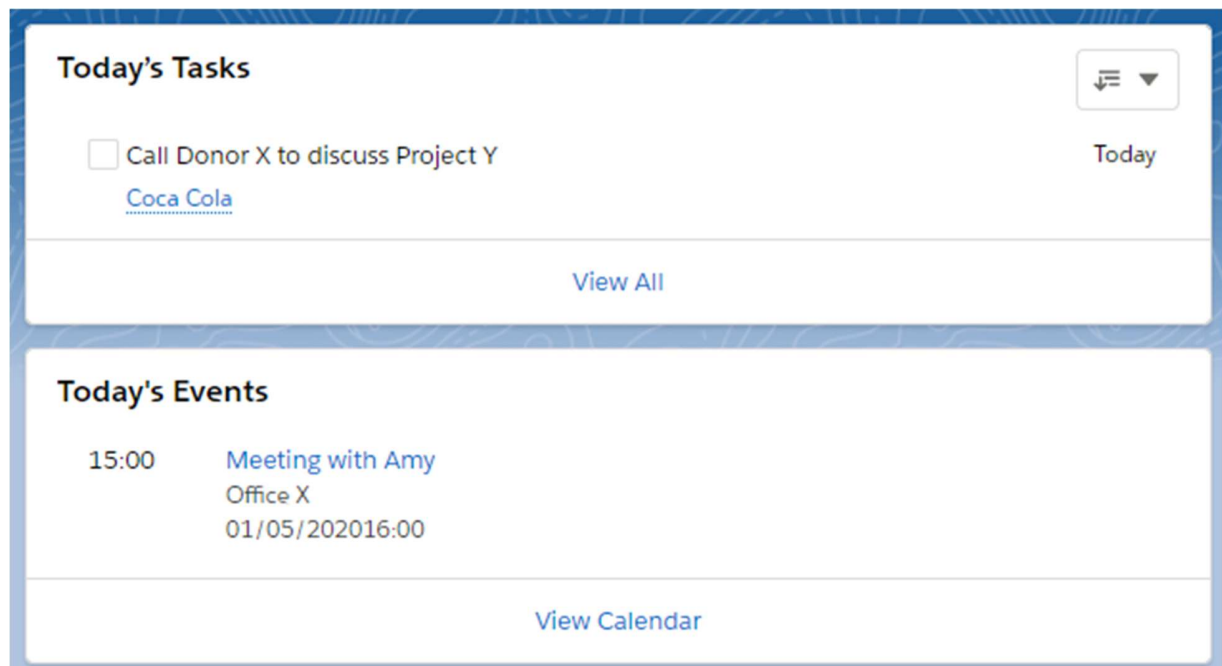 Today's Tasks
Call Donor X to discuss Project Y Today
Coca Cola
View All
Today's Events
15:00 Meeting with Amy
Office X
01/05/202016:00
View Calendar